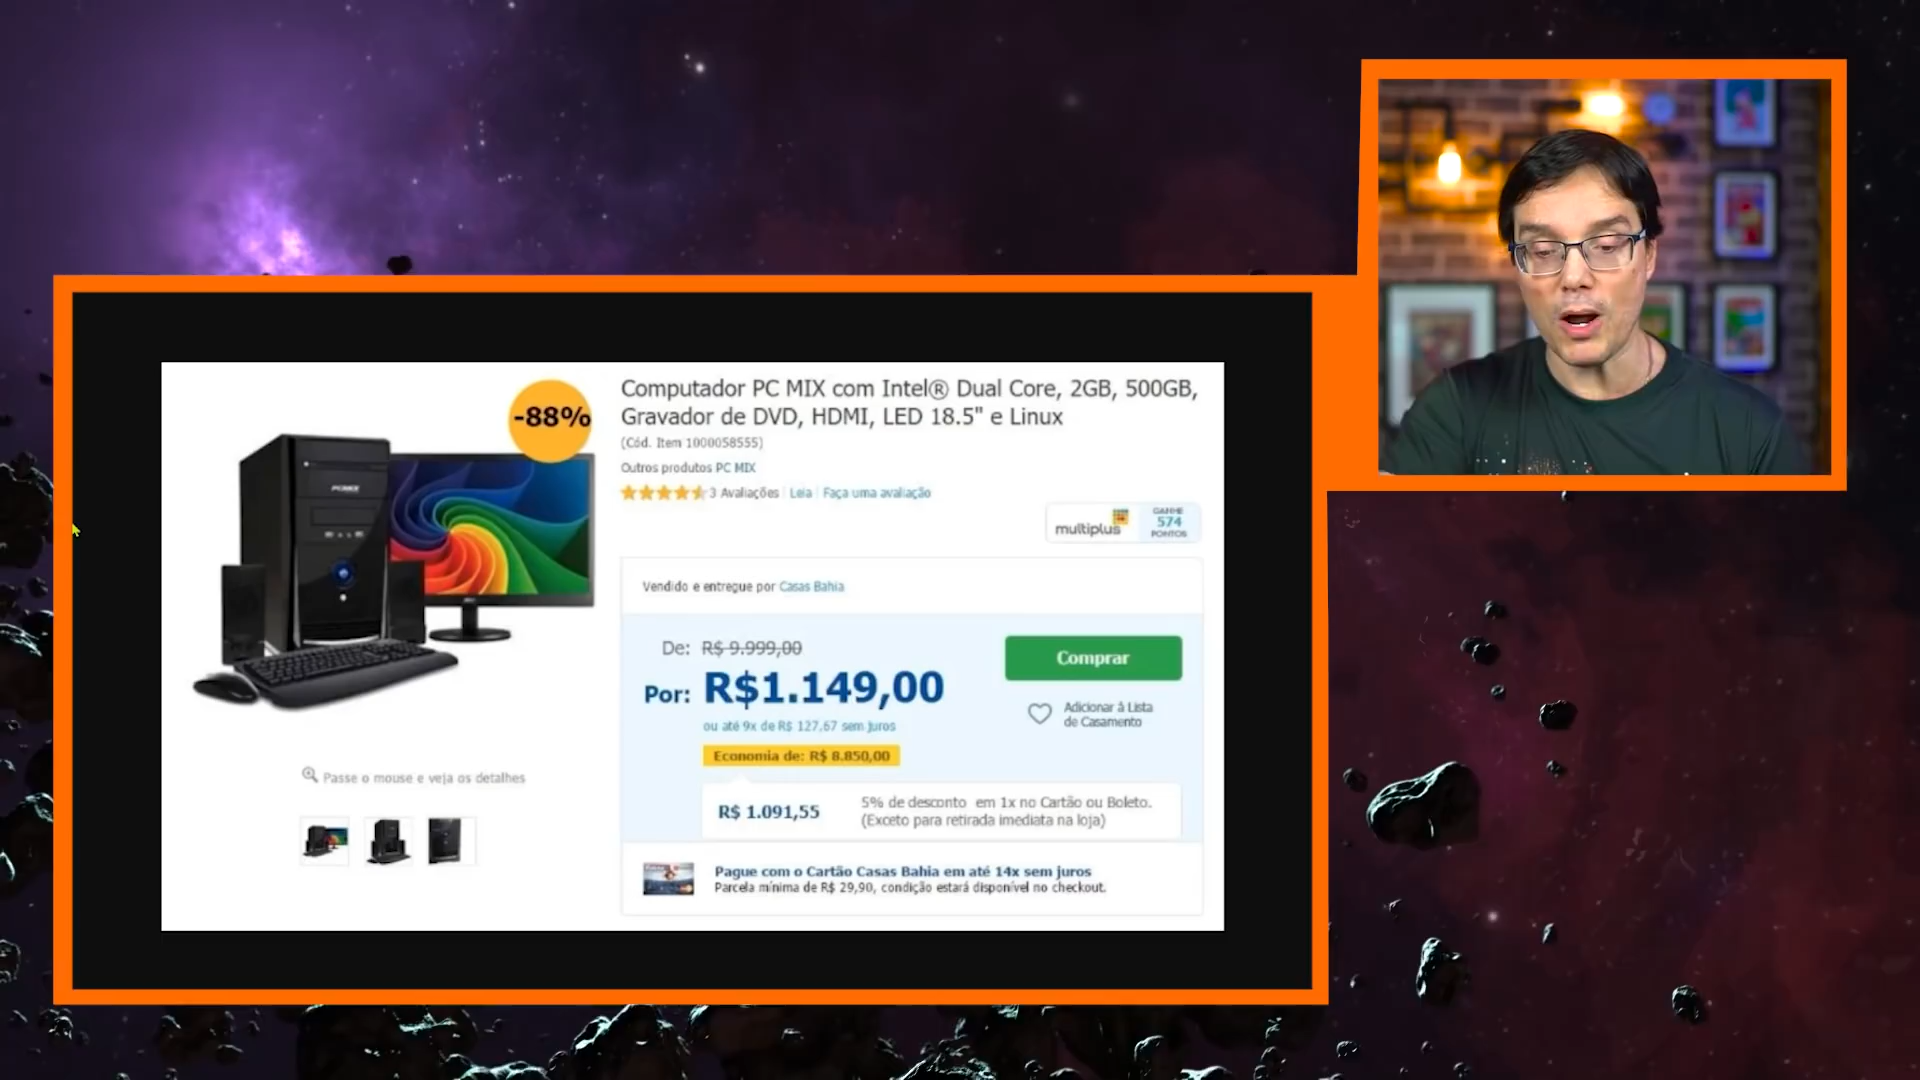 -88%
PCMIX
Computador PC MIX com Intel® Dual Core, 2GB, 500GB,
Gravador de DVD, HDMI, LED 18.5" e Linux
(Cód. Item 1000058555)
Outros produtos PC MIX
3 Avaliações | Leia | Faça uma avaliação
multiplus
GANHE
574
PONTOS
Vendido e entregue por Casas Bahia
De: R$ 9.999,00
Por: R$1.149,00
ou até 9x de R$ 127,67 sem juros
Economia de: R$ 8.850,00
Comprar
Adicionar à Lista
de Casamento
R$ 1.091,55
5% de desconto em 1x no Cartão ou Boleto.
(Exceto para retirada imediata na loja)
Pague com o Cartão Casas Bahia em até 14x sem juros
Parcela mínima de R$ 29,90, condição estará disponível no checkout.
Passe o mouse e veja os detalhes